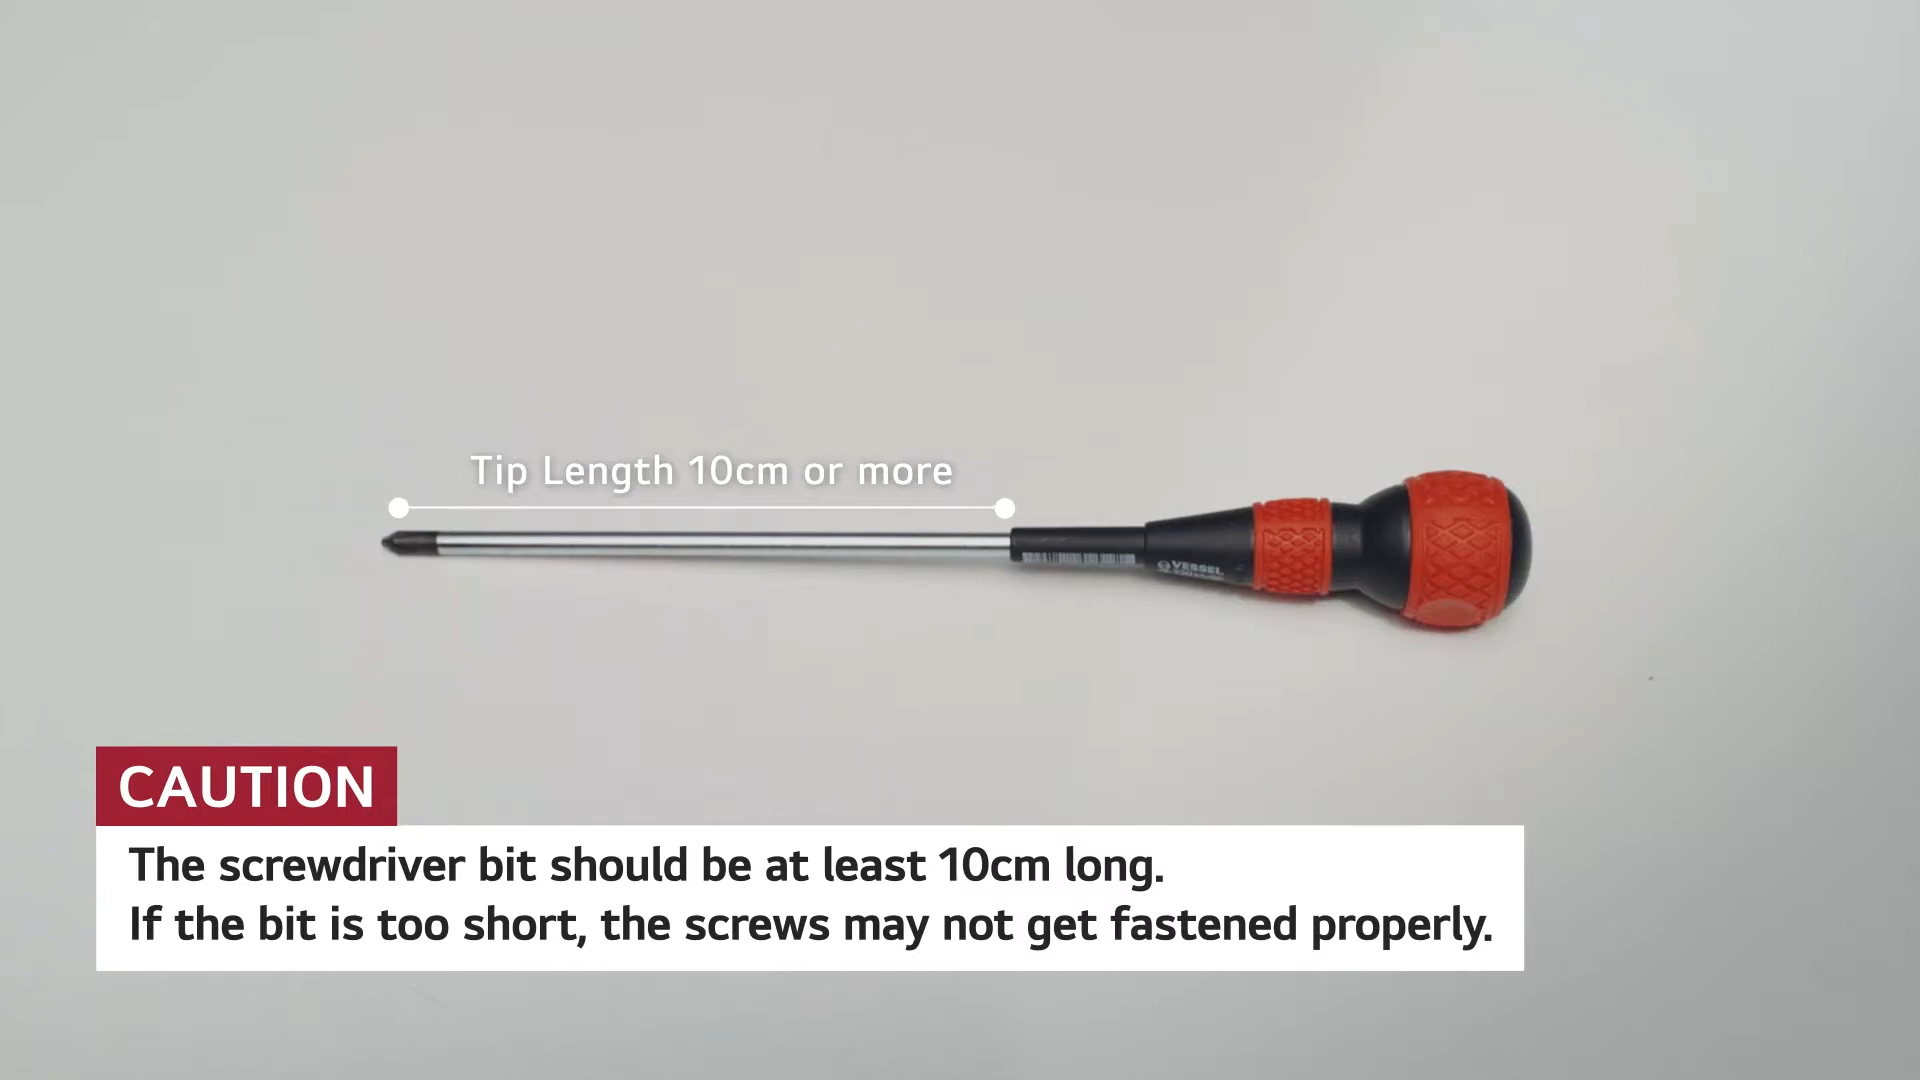 Tip Length 10cm or more
VESSEL
CAUTION
The screwdriver bit should be at least 10cm long.
If the bit is too short, the screws may not get fastened properly.